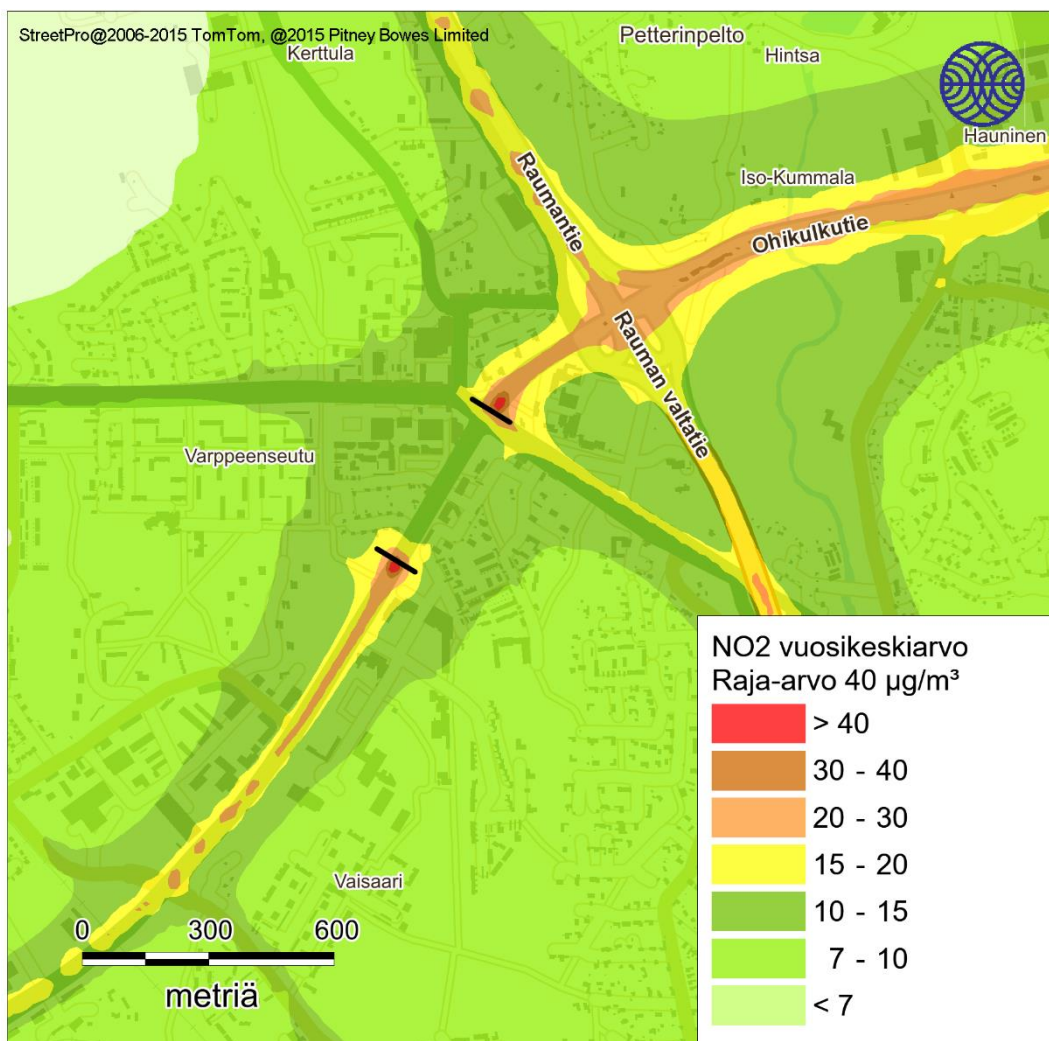 StreetPro@2006-2015 TomTom, @2015 Pitney Bowes Limited
Kerttula
Petterinpelto
Hintsa
Hauninen
Iso-Kummala
Raumantie
Ohikulkutie
Rauman valtatie
Varppeenseutu
Vaisaari
0 300 600
metriä
NO2 vuosikeskiarvo
Raja-arvo 40 µg/m³
> 40
30 - 40
20 - 30
15 - 20
10 - 15
7 - 10
< 7